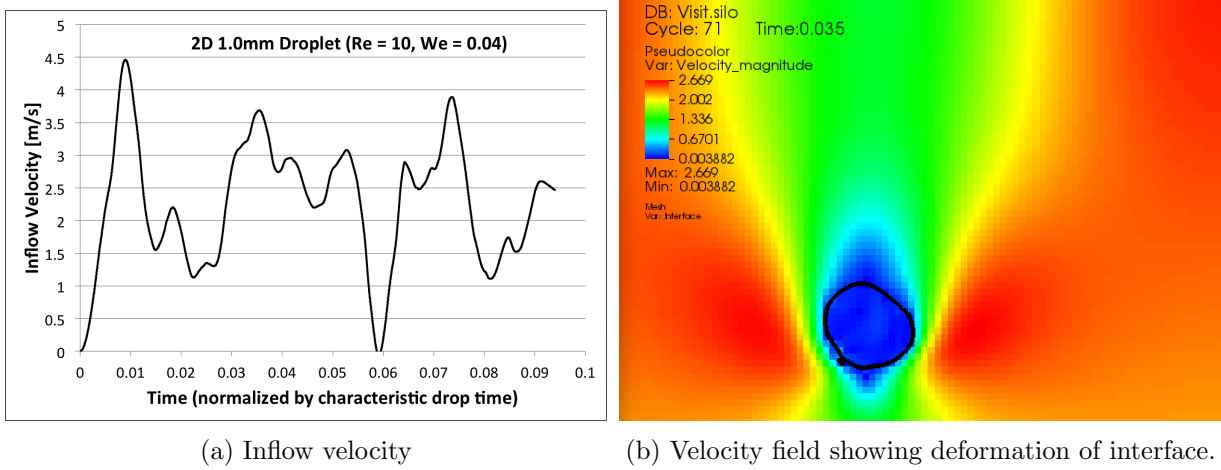 2D 1.0mm Droplet (Re = 10, We = 0.04)
Inflow Velocity [m/s]
5
4.5
4
3.5
3
2.5
2
1.5
1
0.5
0
0 0.01 0.02 0.03 0.04 0.05 0.06 0.07 0.08 0.09 0.1
Time (normalized by characteristic drop time)
(a) Inflow velocity
DB: Visit.silo
Cycle: 71 Time:0.035
Pseudocolor
Var: Velocity_magnitude
2.669
2.002
1.336
0.6701
0.003882
Max: 2.669
Min: 0.003882
Mesh
Var: Interface
(b) Velocity field showing deformation of interface.